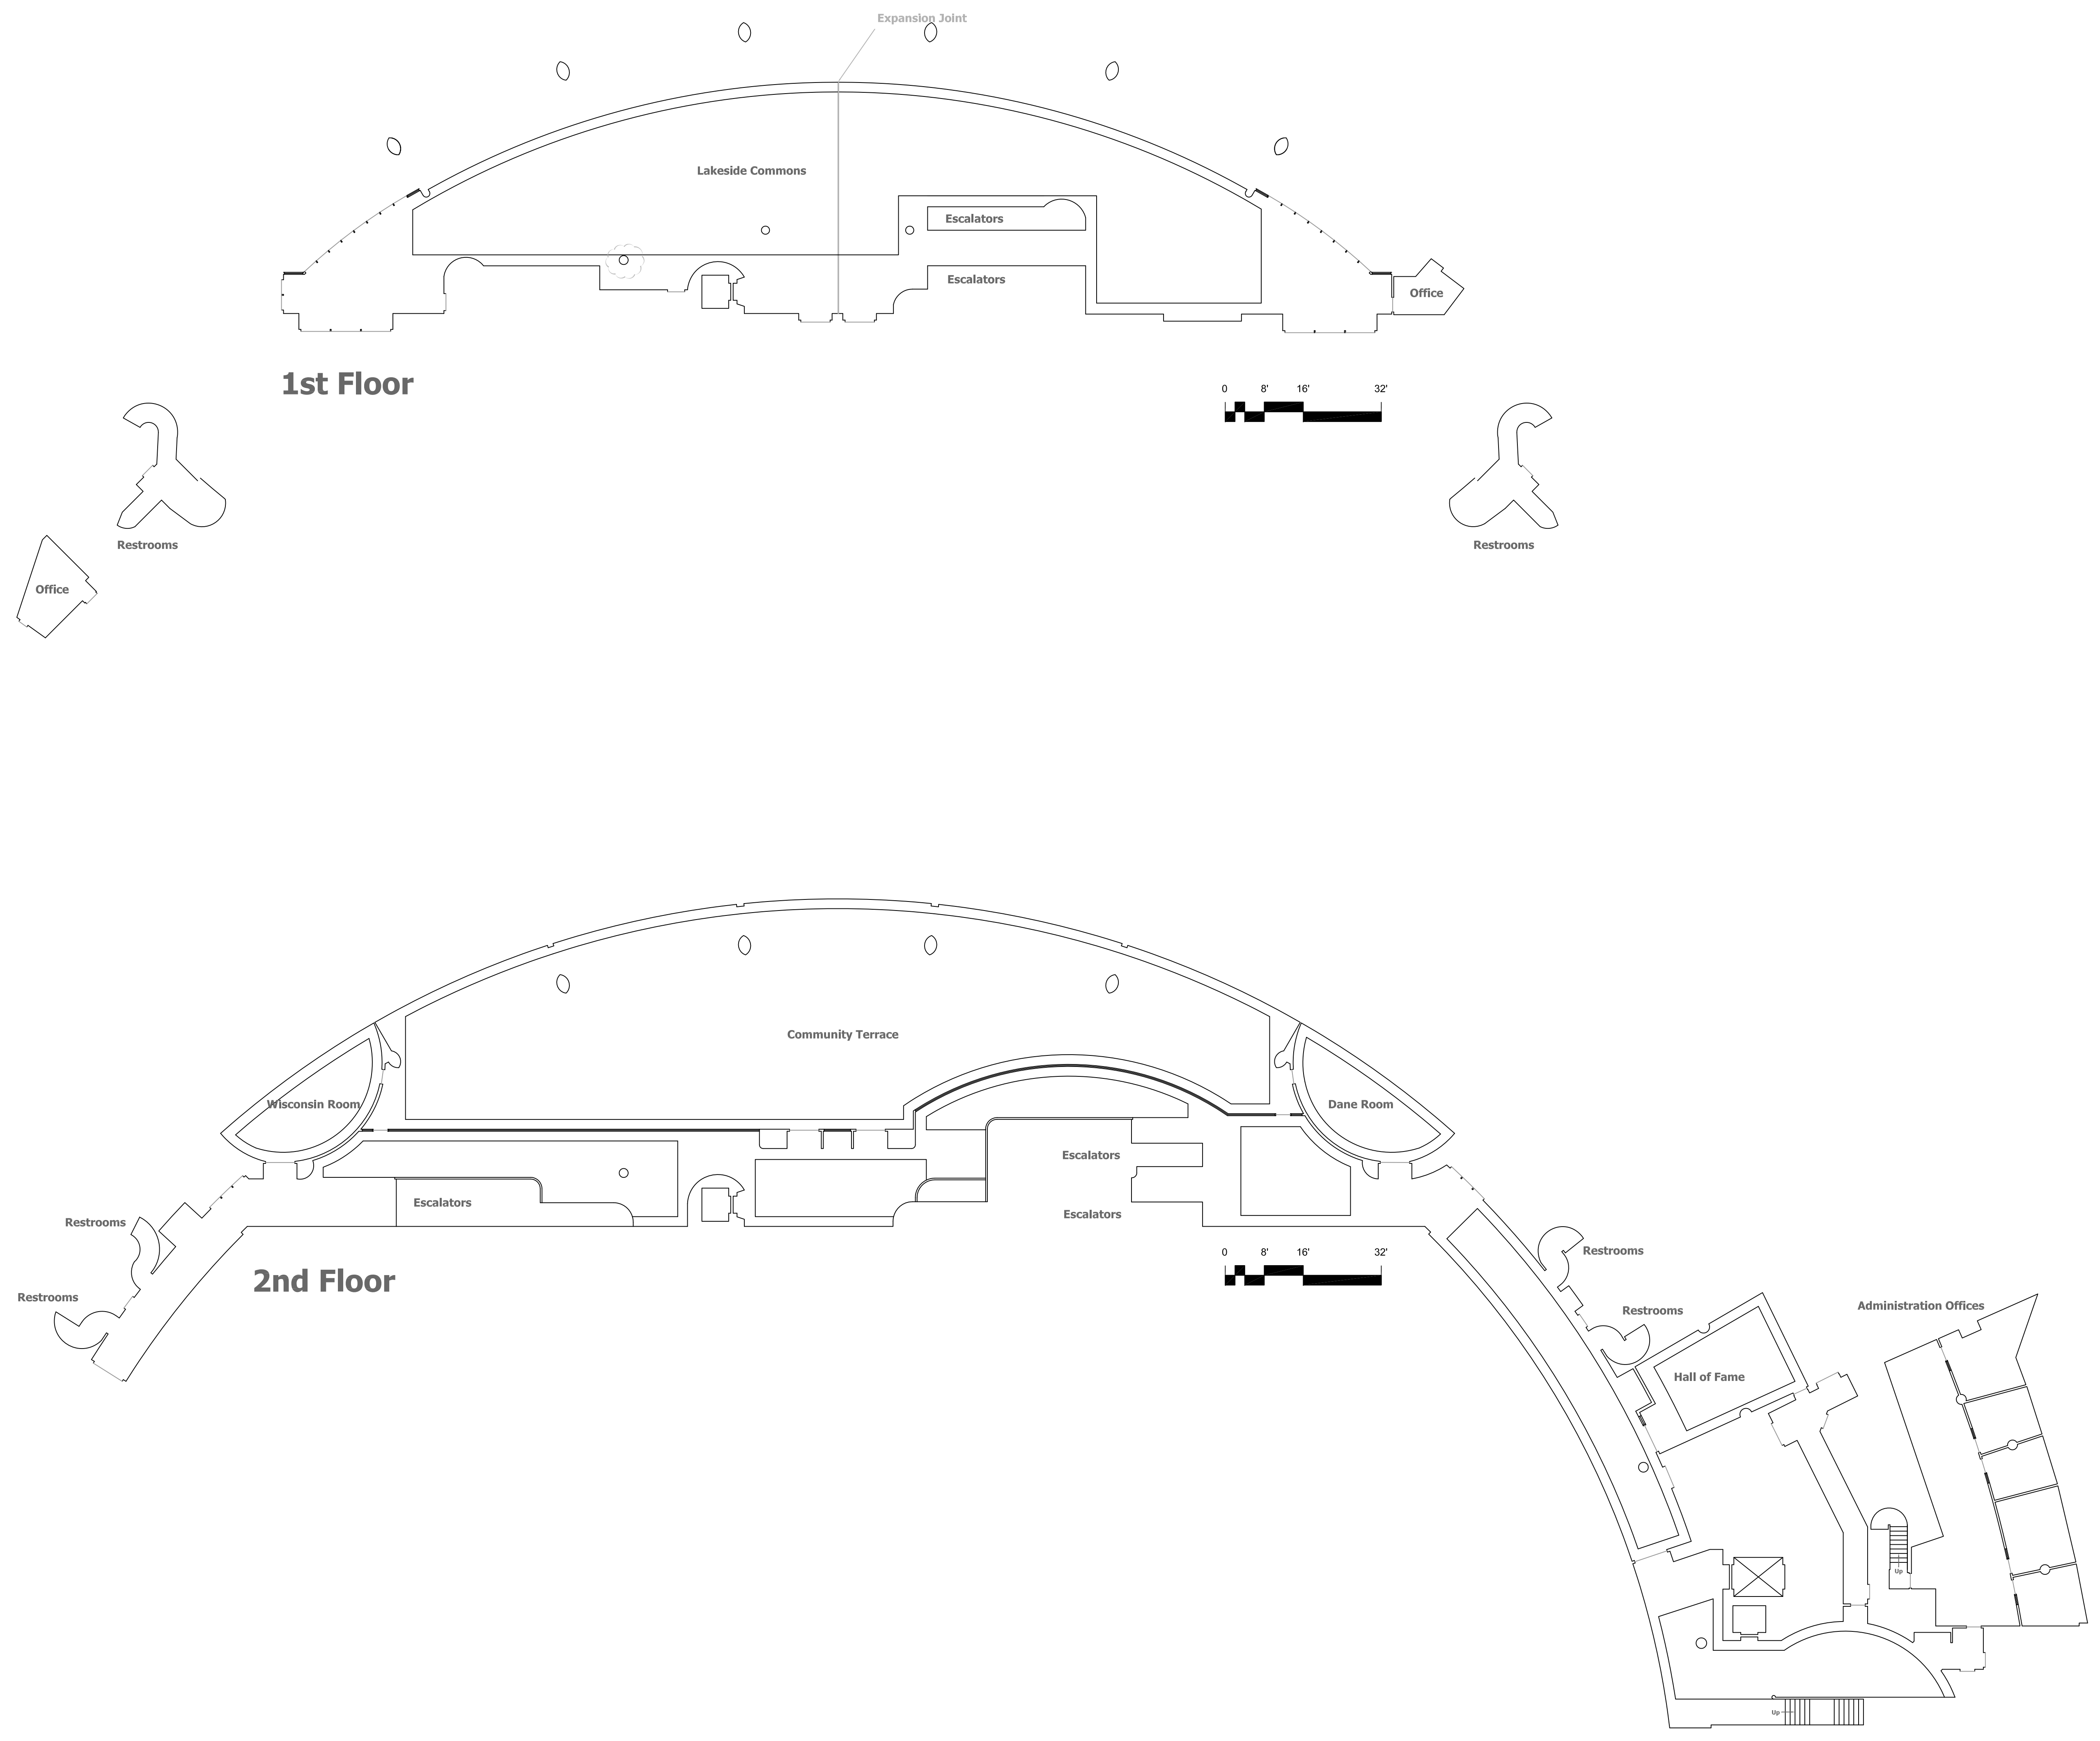 Expansion Joint
Lakeside Commons
Escalators
Escalators
Office
1st Floor
0 8' 16' 32'
Restrooms
Restrooms
Office
Community Terrace
Wisconsin Room
Dane Room
Escalators
Escalators
Escalators
Restrooms
Restrooms
2nd Floor
0 8' 16' 32'
Restrooms
Restrooms
Administration Offices
Hall of Fame
Up
Up